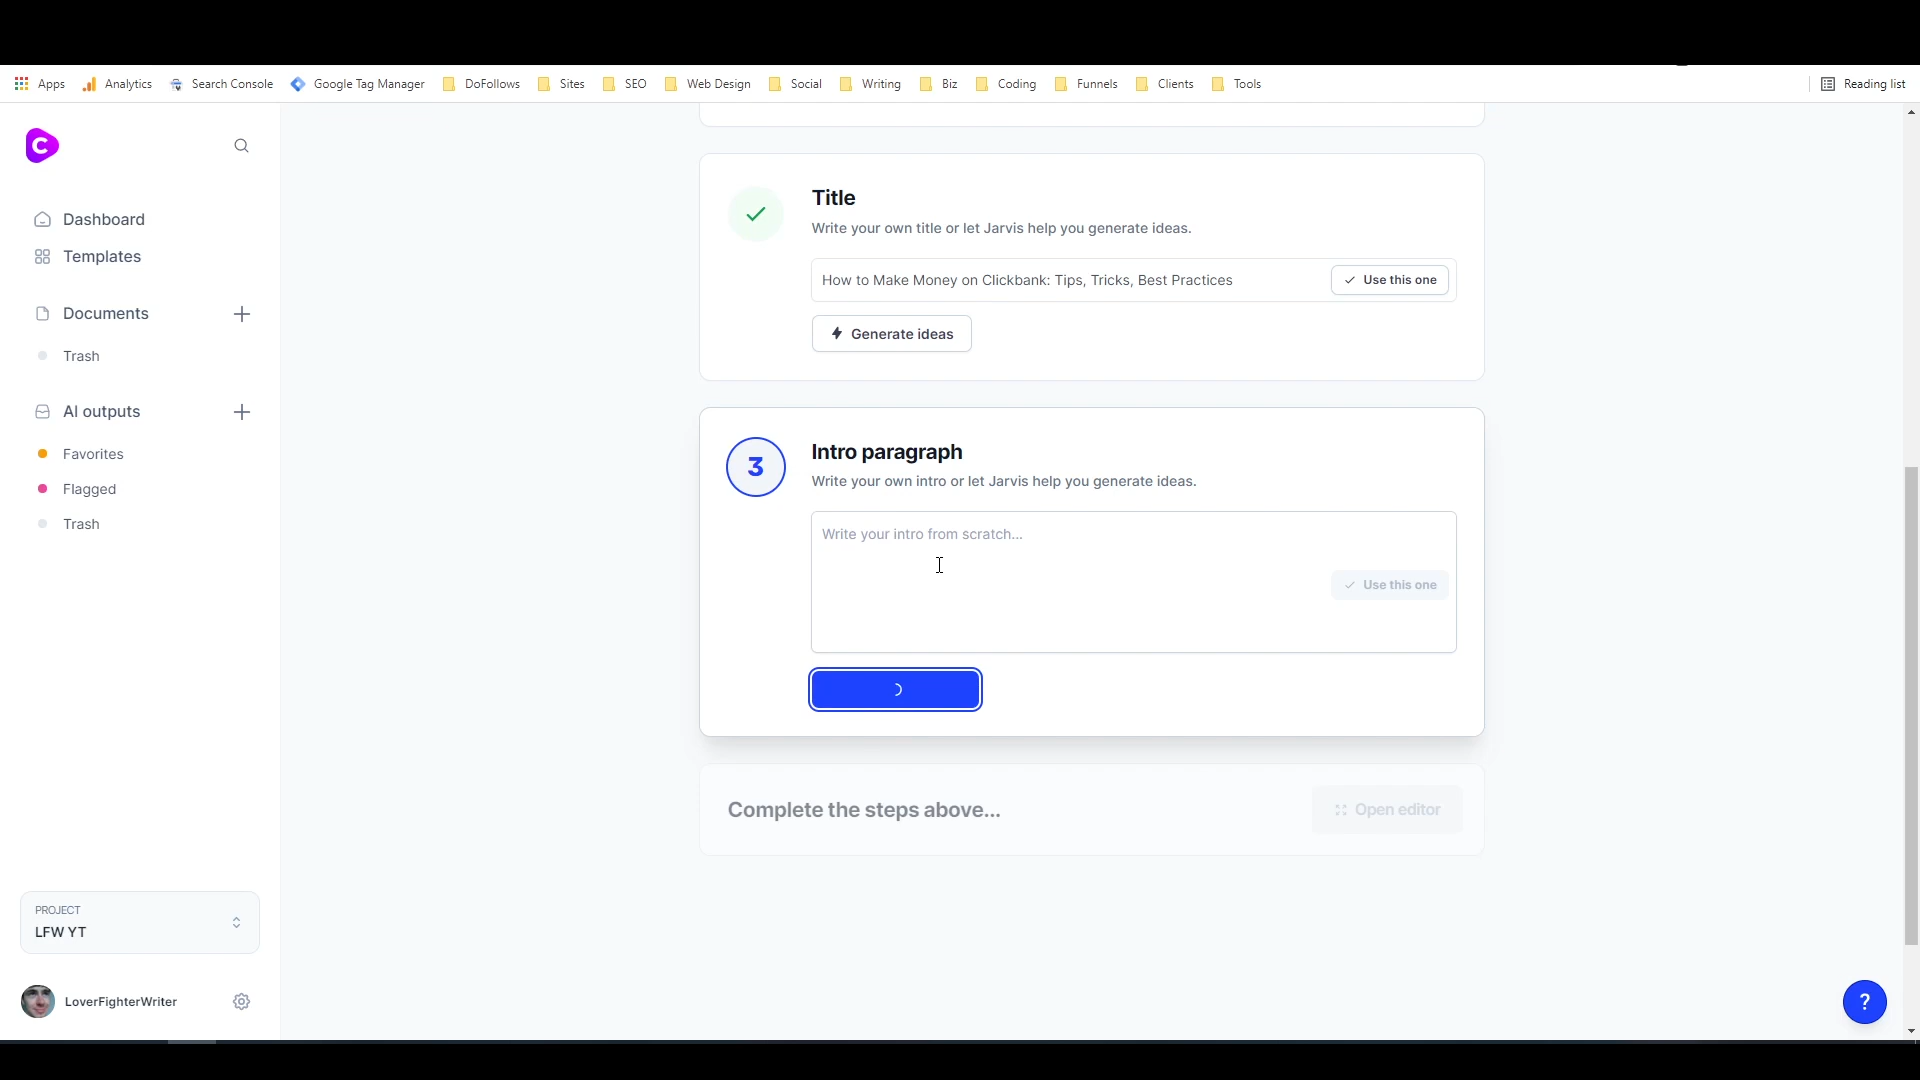 Apps Analytics Search Console Google Tag Manager DoFollows Sites SEO Web Design Social Writing Biz Coding Funnels Clients Tools Reading list
C
Dashboard
Templates
Documents
Trash
AI outputs
Favorites
Flagged
Trash
PROJECT
LFW YT
LoverFighterWriter
Title
Write your own title or let Jarvis help you generate ideas.
How to Make Money on Clickbank: Tips, Tricks, Best Practices Use this one
Generate ideas
3
Intro paragraph
Write your own intro or let Jarvis help you generate ideas.
Write your intro from scratch...
Use this one
Complete the steps above... Open editor
?